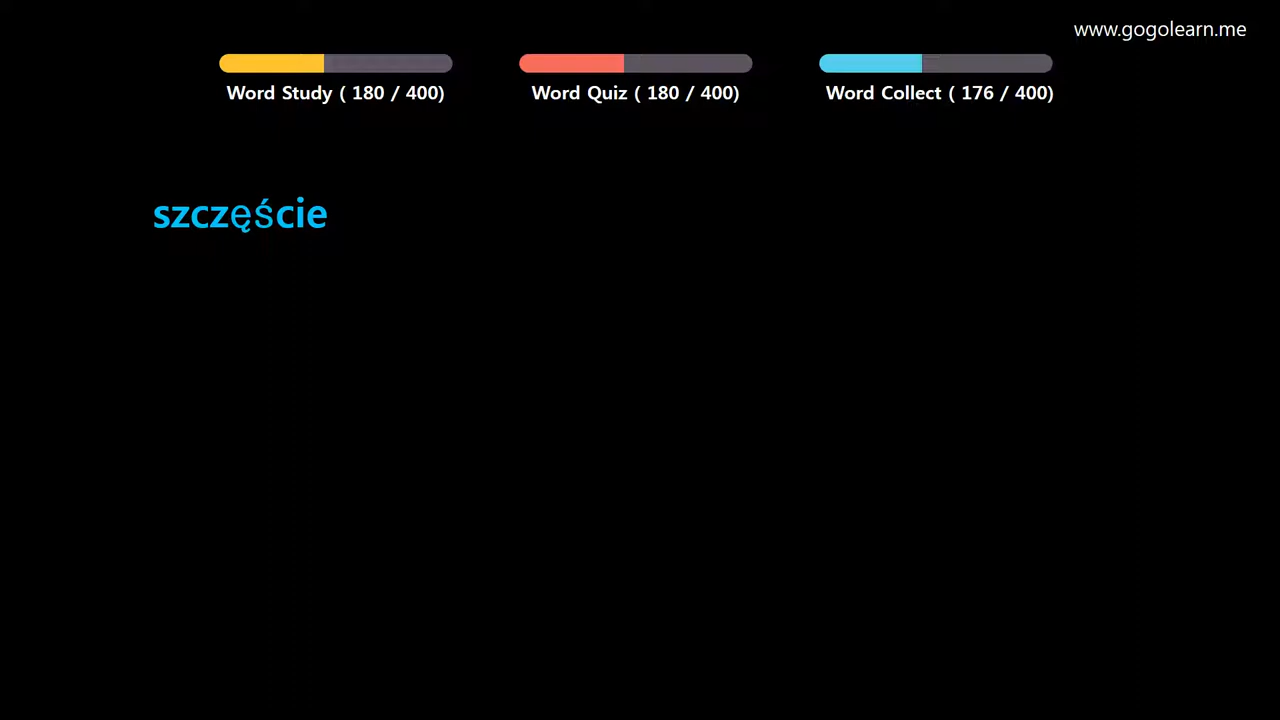 www.gogolearn.me
Word Study ( 180 / 400)
Word Quiz ( 180 / 400)
Word Collect ( 176 / 400)
szczęście